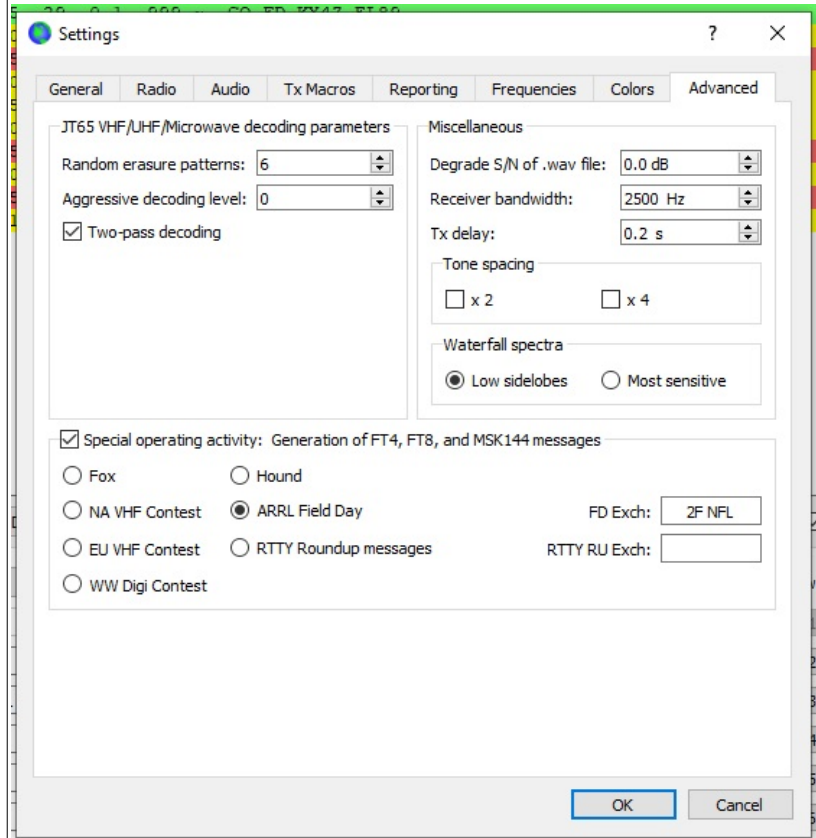 Settings
?
General Radio Audio Tx Macros Reporting Frequencies Colors Advanced
JT65 VHF/UHF/Microwave decoding parameters
Random erasure patterns: 6
Aggressive decoding level: 0
Two-pass decoding
Miscellaneous
Degrade S/N of .wav file: 0.0 dB
Receiver bandwidth: 2500 Hz
Tx delay: 0.2 s
Tone spacing
x 2 x 4
Waterfall spectra
Low sidelobes Most sensitive
Special operating activity: Generation of FT4, FT8, and MSK144 messages
Fox Hound
NA VHF Contest ARRL Field Day FD Exch: 2F NFL
EU VHF Contest RTTY Roundup messages RTTY RU Exch:
WW Digi Contest
OK Cancel